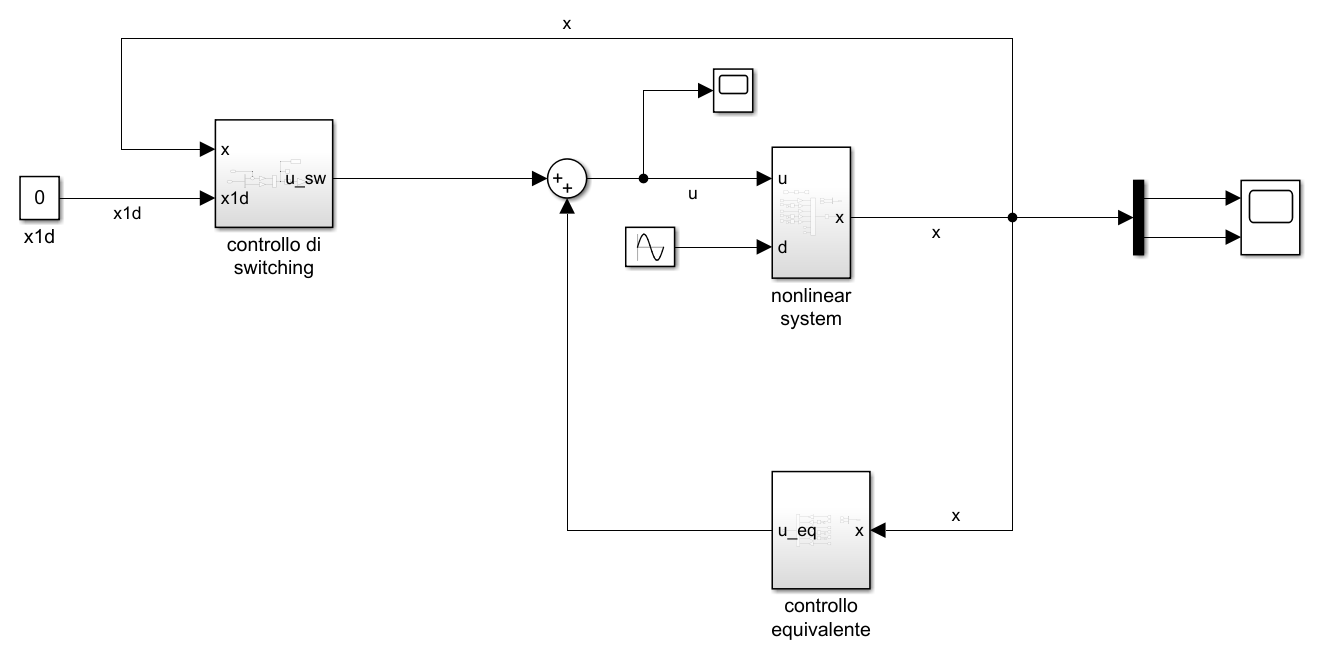 x
x
x1d
u_sw
controllo di
switching
0
x1d
x1d
+
+
u
u
d
x
nonlinear
system
x
x
u_eq
x
controllo
equivalente